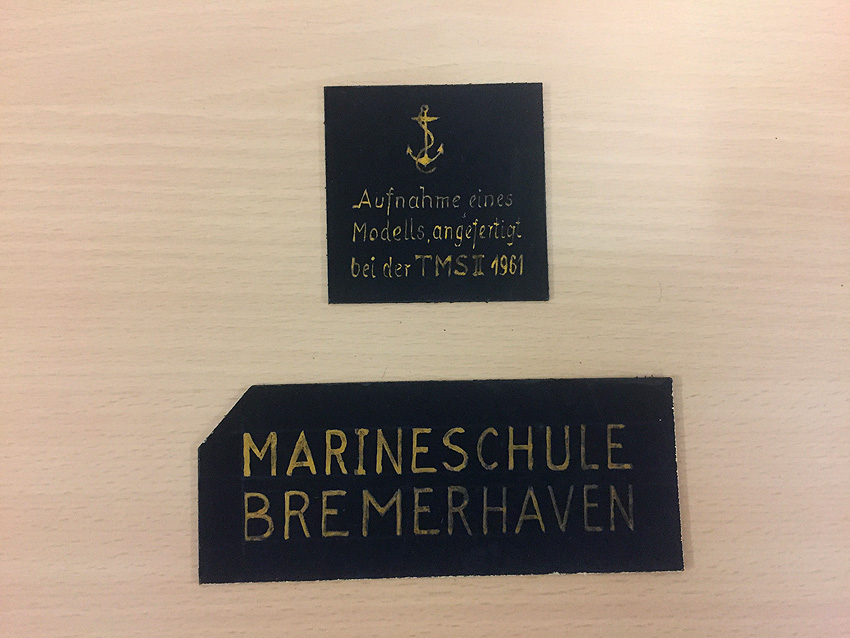 Aufnahme eines
Modells, angefertigt
bei der TMS II 1961
MARINESCHULE
BREMERHAVEN